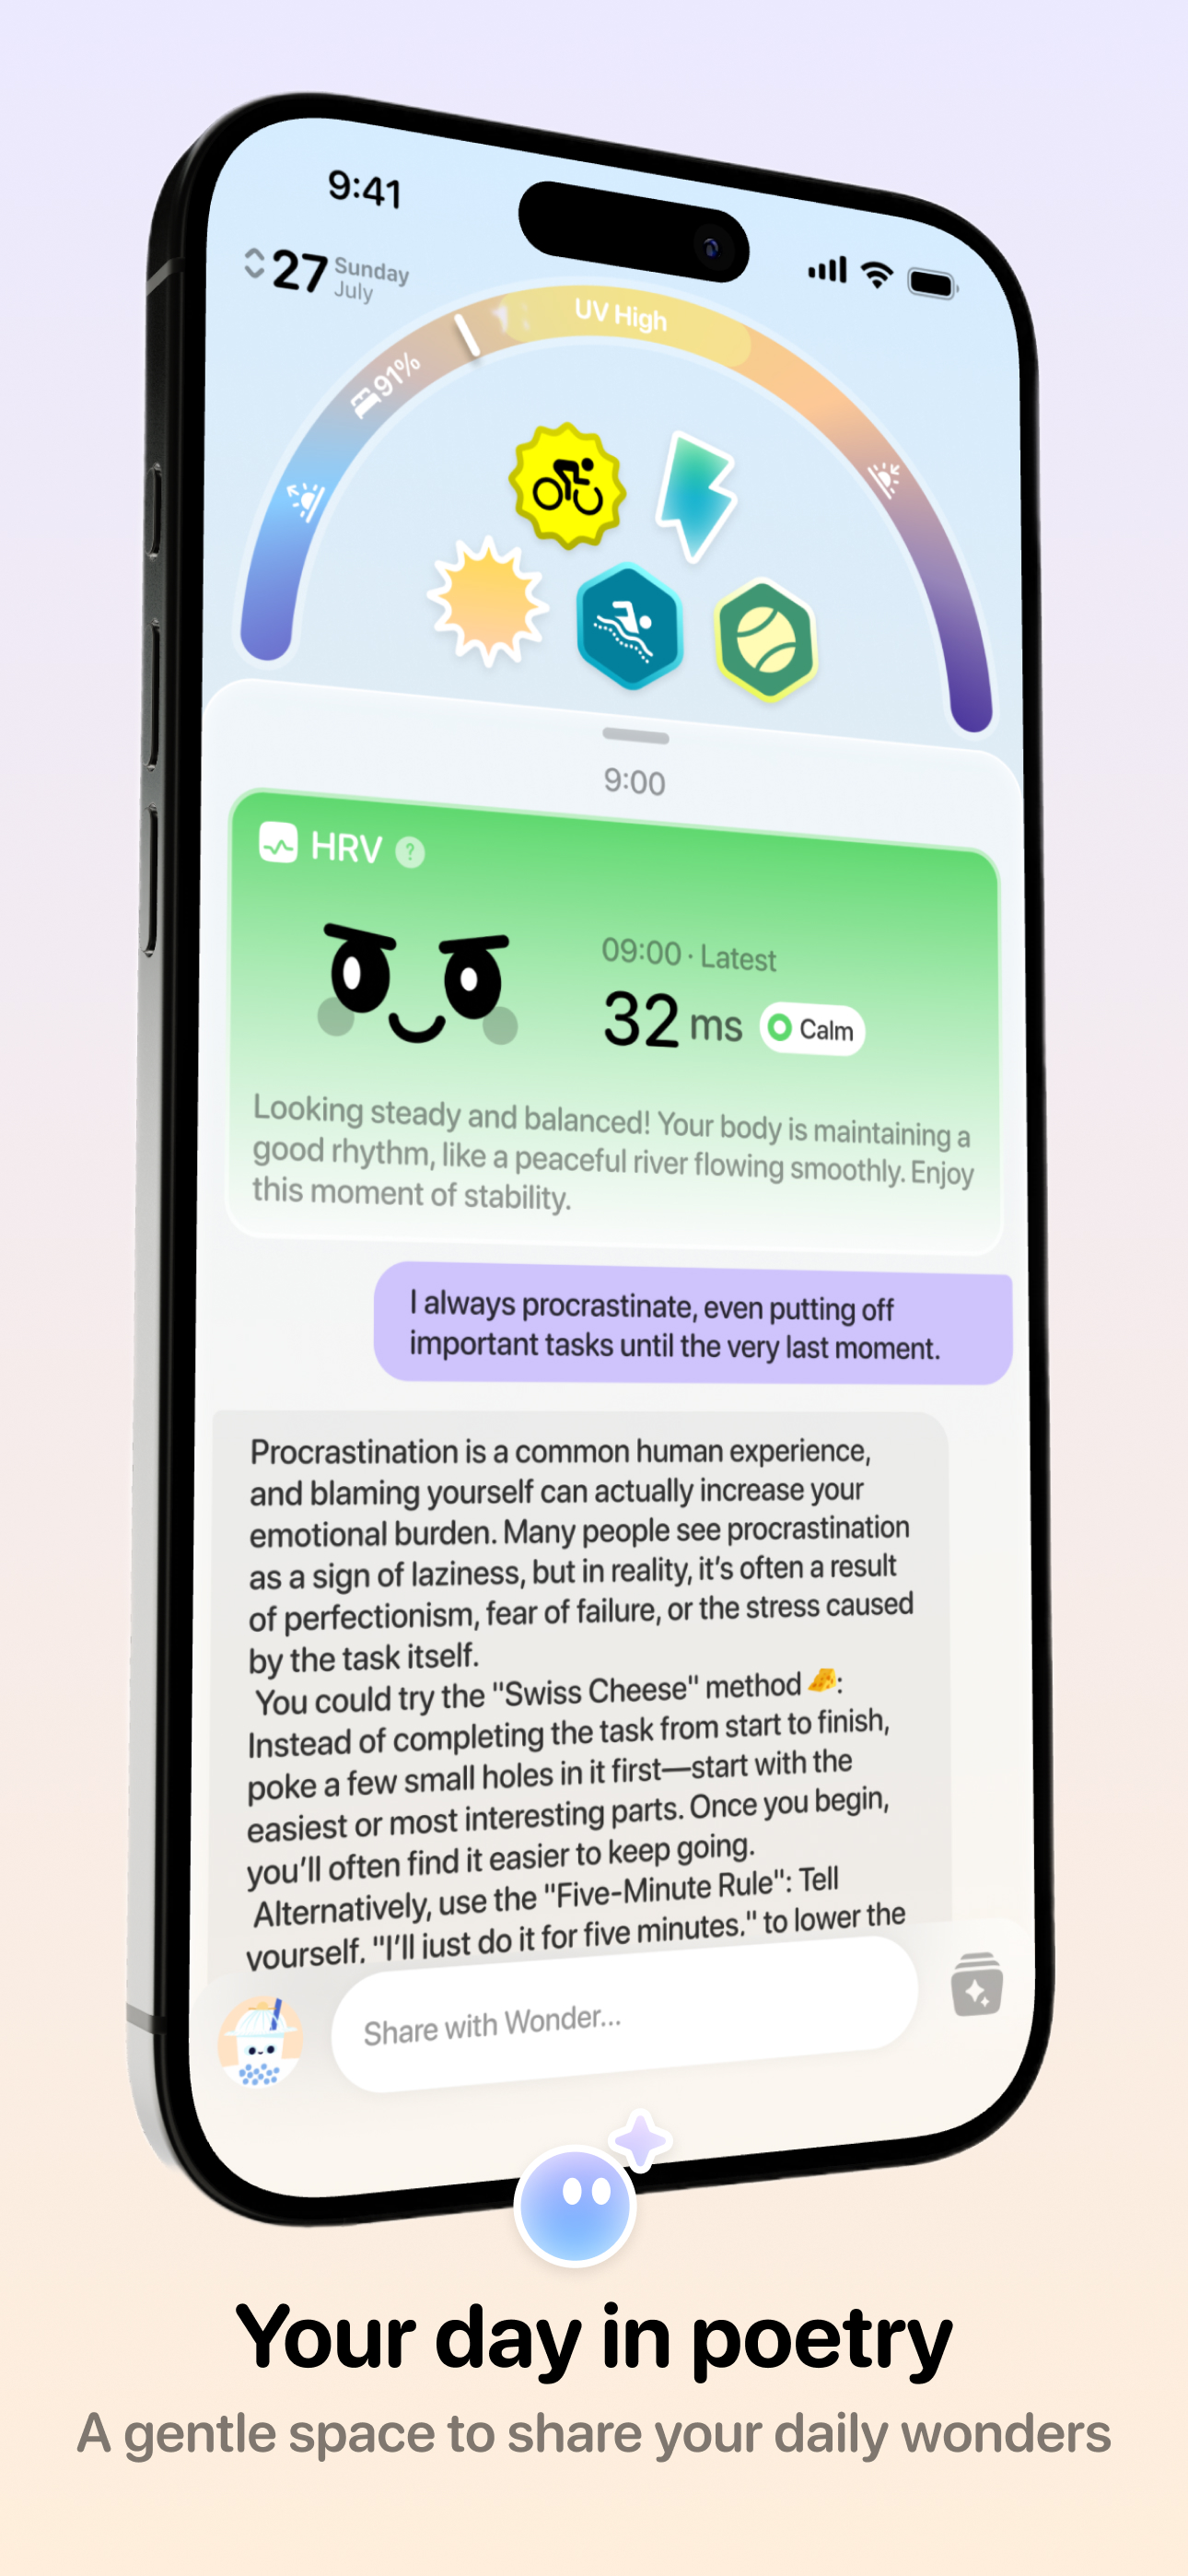 9:41
27 Sunday
July
UV High
91%
9:00
HRV ?
09:00 · Latest
32 ms Calm
Looking steady and balanced! Your body is maintaining a
good rhythm, like a peaceful river flowing smoothly. Enjoy
this moment of stability.
I always procrastinate, even putting off
important tasks until the very last moment.
Procrastination is a common human experience,
and blaming yourself can actually increase your
emotional burden. Many people see procrastination
as a sign of laziness, but in reality, it’s often a result
of perfectionism, fear of failure, or the stress caused
by the task itself.
You could try the "Swiss Cheese" method 🧀:
Instead of completing the task from start to finish,
poke a few small holes in it first—start with the
easiest or most interesting parts. Once you begin,
you’ll often find it easier to keep going.
Alternatively, use the "Five-Minute Rule": Tell
yourself, "I’ll just do it for five minutes." to lower the
Share with Wonder...
Your day in poetry
A gentle space to share your daily wonders